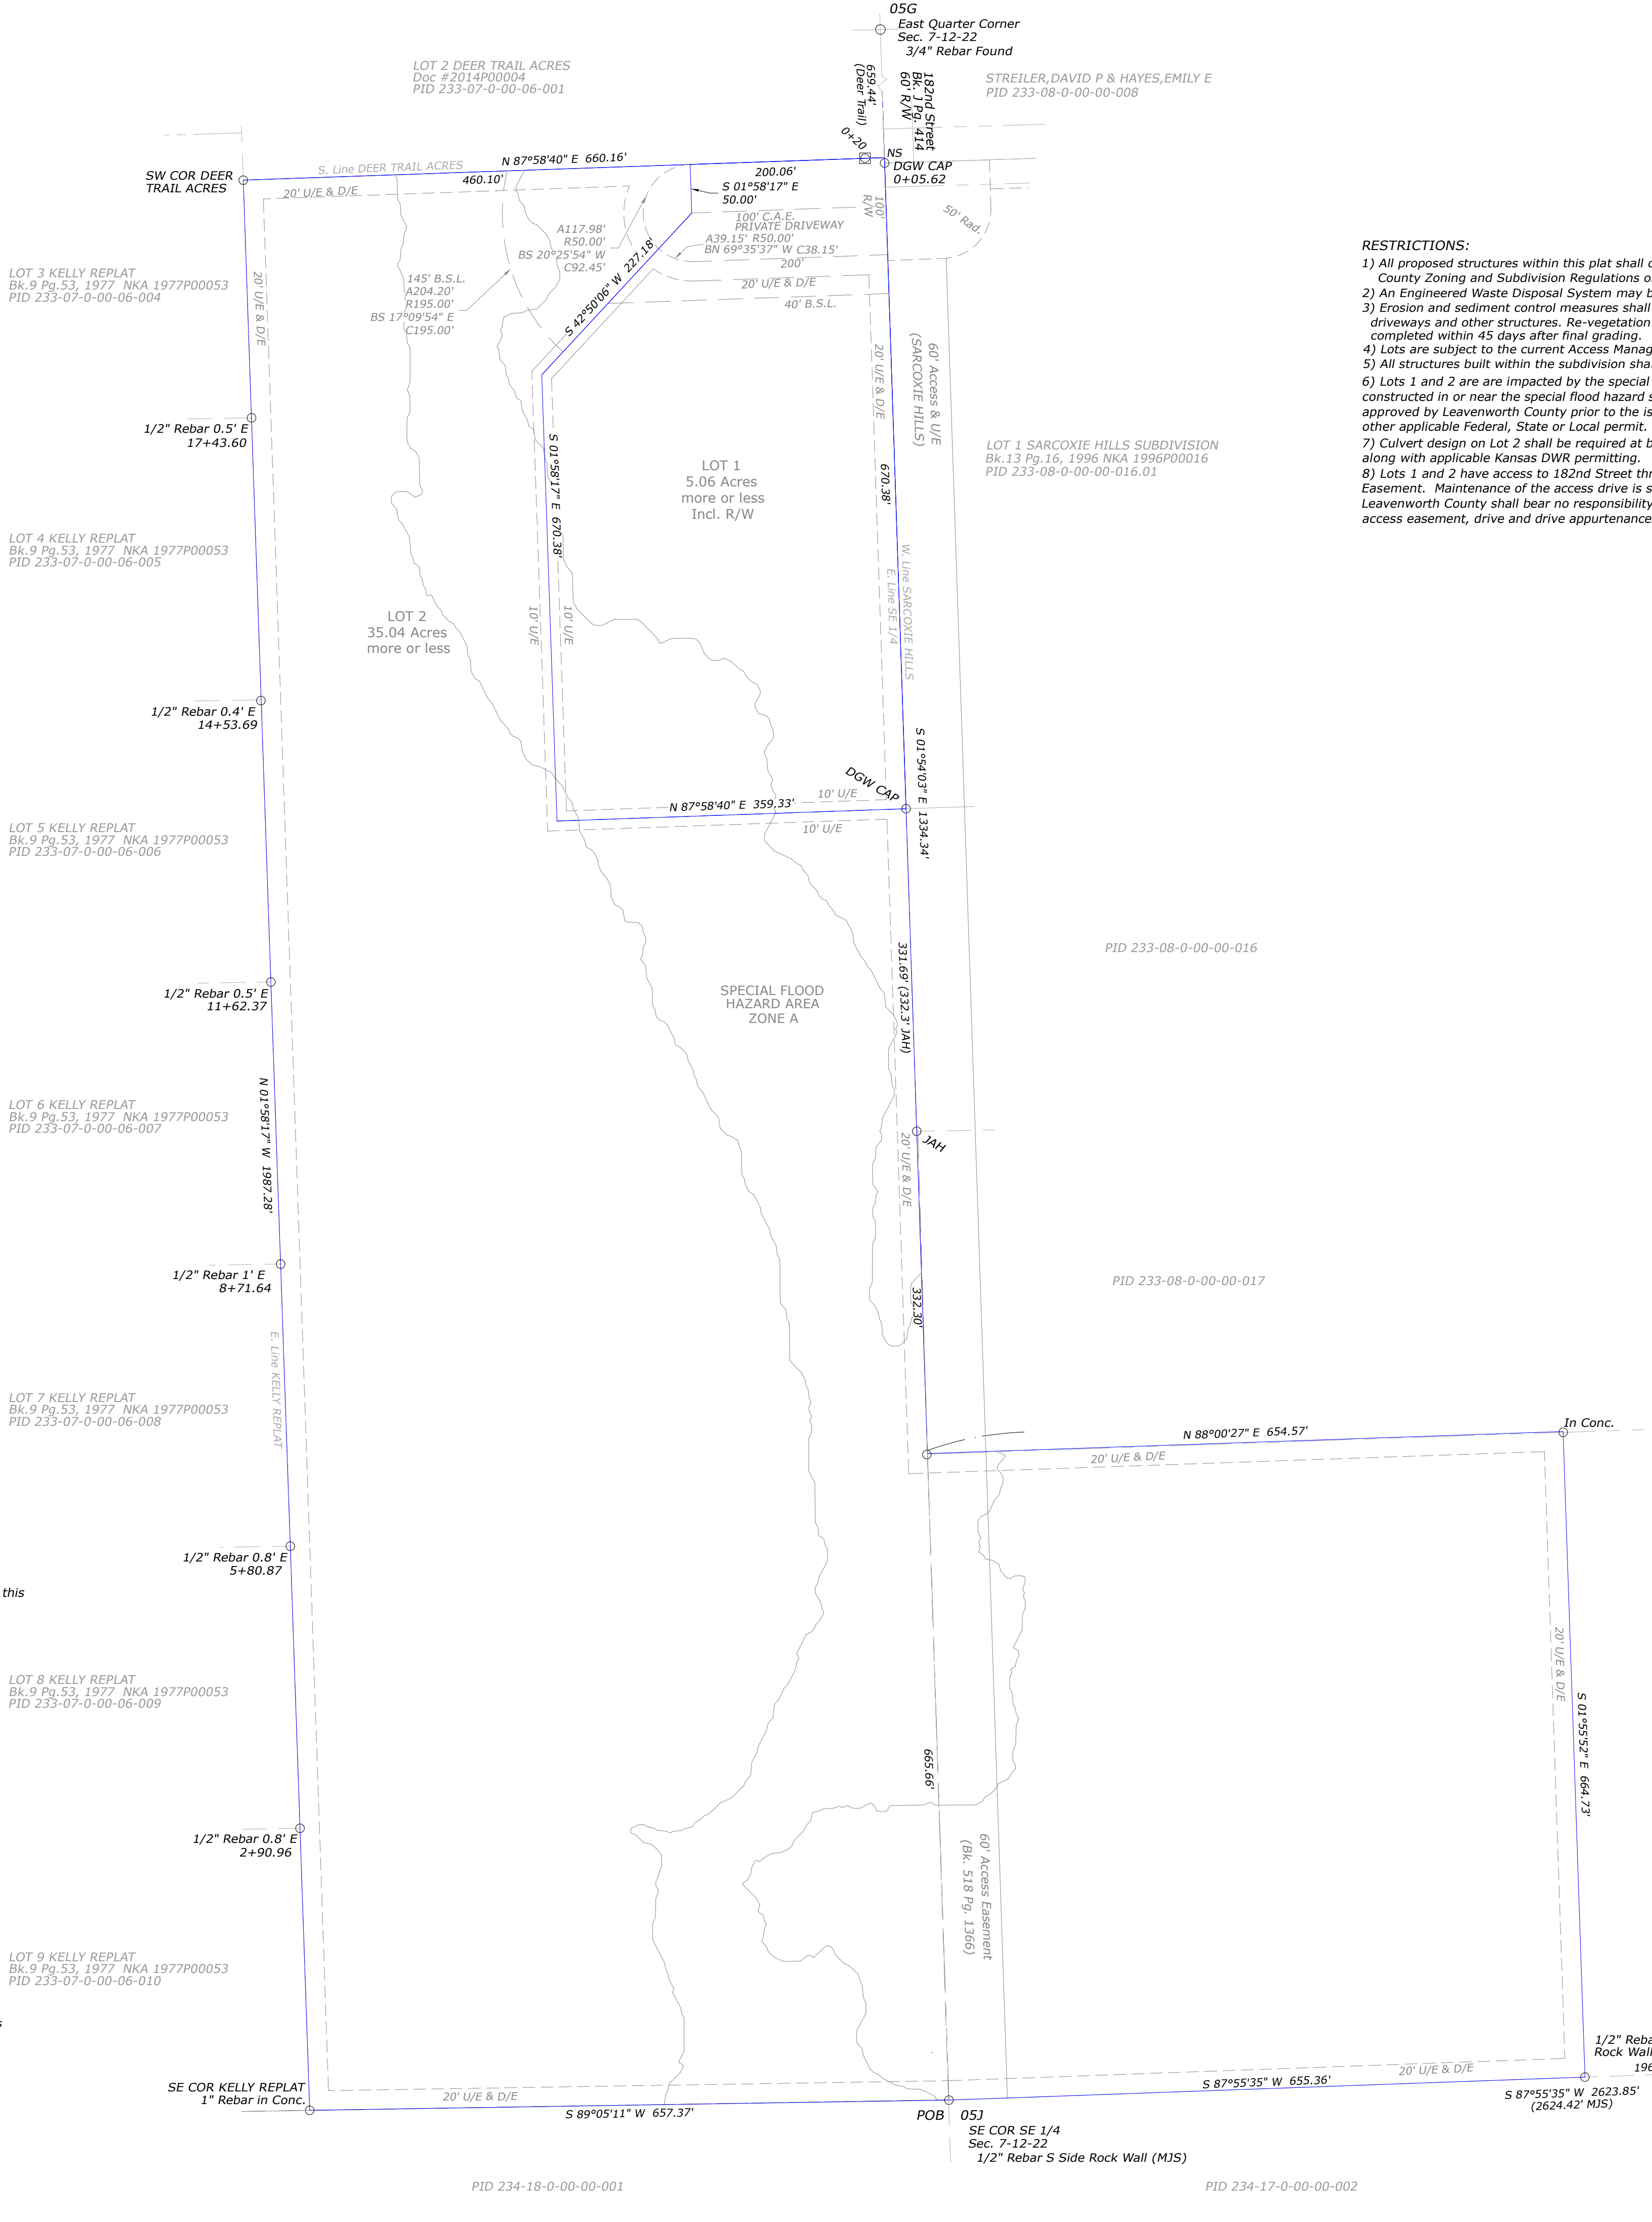 05G
East Quarter Corner
Sec. 7-12-22
3/4" Rebar Found
LOT 2 DEER TRAIL ACRES
Doc #2014P00004
PID 233-07-0-00-06-001
659.44'
(Deer Trail)
182nd Street
Bk. J Pg. 414
60' R/W
STREILER,DAVID P & HAYES,EMILY E
PID 233-08-0-00-00-008
0+20
NS
DGW CAP
0+05.62
SW COR DEER
TRAIL ACRES
S. Line DEER TRAIL ACRES
N 87°58'40" E 660.16'
460.10'
200.06'
20' U/E & D/E
S 01°58'17" E
50.00'
100'
R/W
50' Rad.
100' C.A.E.
PRIVATE DRIVEWAY
A39.15' R50.00'
BN 69°35'37" W C38.15'
200'
20' U/E & D/E
40' B.S.L.
A117.98'
R50.00'
BS 20°25'54" W
C92.45'
145' B.S.L.
A204.20'
R195.00'
BS 17°09'54" E
C195.00'
S 42°50'06" W 227.18'
RESTRICTIONS:
1) All proposed structures within this plat shall c
County Zoning and Subdivision Regulations o
2) An Engineered Waste Disposal System may b
3) Erosion and sediment control measures shall
driveways and other structures. Re-vegetation
completed within 45 days after final grading.
4) Lots are subject to the current Access Manag
5) All structures built within the subdivision sha
6) Lots 1 and 2 are are impacted by the special
constructed in or near the special flood hazard s
approved by Leavenworth County prior to the is
other applicable Federal, State or Local permit.
7) Culvert design on Lot 2 shall be required at b
along with applicable Kansas DWR permitting.
8) Lots 1 and 2 have access to 182nd Street thr
Easement. Maintenance of the access drive is s
Leavenworth County shall bear no responsibility
access easement, drive and drive appurtenance
LOT 3 KELLY REPLAT
Bk.9 Pg.53, 1977 NKA 1977P00053
PID 233-07-0-00-06-004
20' U/E & D/E
1/2" Rebar 0.5' E
17+43.60
20' U/E & D/E
60' Access & U/E
(SARCOXIE HILLS)
LOT 1 SARCOXIE HILLS SUBDIVISION
Bk.13 Pg.16, 1996 NKA 1996P00016
PID 233-08-0-00-00-016.01
LOT 1
5.06 Acres
more or less
Incl. R/W
S 01°58'17" E 670.38'
670.38'
LOT 4 KELLY REPLAT
Bk.9 Pg.53, 1977 NKA 1977P00053
PID 233-07-0-00-06-005
LOT 2
35.04 Acres
more or less
10' U/E
10' U/E
W. Line SARCOXIE HILLS
E. Line SE 1/4
1/2" Rebar 0.4' E
14+53.69
DGW CAP
S 01°54'03" E 1334.34'
N 87°58'40" E 359.33'
10' U/E
10' U/E
LOT 5 KELLY REPLAT
Bk.9 Pg.53, 1977 NKA 1977P00053
PID 233-07-0-00-06-006
PID 233-08-0-00-00-016
331.69' (332.3' JAH)
1/2" Rebar 0.5' E
11+62.37
SPECIAL FLOOD
HAZARD AREA
ZONE A
LOT 6 KELLY REPLAT
Bk.9 Pg.53, 1977 NKA 1977P00053
PID 233-07-0-00-06-007
N 01°58'17" W 1987.28'
JAH
20' U/E & D/E
1/2" Rebar 1' E
8+71.64
332.30'
PID 233-08-0-00-00-017
E. Line KELLY REPLAT
LOT 7 KELLY REPLAT
Bk.9 Pg.53, 1977 NKA 1977P00053
PID 233-07-0-00-06-008
N 88°00'27" E 654.57'
In Conc.
20' U/E & D/E
1/2" Rebar 0.8' E
5+80.87
this
LOT 8 KELLY REPLAT
Bk.9 Pg.53, 1977 NKA 1977P00053
PID 233-07-0-00-06-009
20' U/E & D/E
S 01°55'52" E 664.73'
665.66'
1/2" Rebar 0.8' E
2+90.96
60' Access Easement
(Bk. 518 Pg. 1366)
LOT 9 KELLY REPLAT
Bk.9 Pg.53, 1977 NKA 1977P00053
PID 233-07-0-00-06-010
s
1/2" Reba
Rock Wall
196
SE COR KELLY REPLAT
1" Rebar in Conc.
20' U/E & D/E
20' U/E & D/E
S 89°05'11" W 657.37'
S 87°55'35" W 655.36'
S 87°55'35" W 2623.85'
(2624.42' MJS)
POB
05J
SE COR SE 1/4
Sec. 7-12-22
1/2" Rebar S Side Rock Wall (MJS)
PID 234-18-0-00-00-001
PID 234-17-0-00-00-002